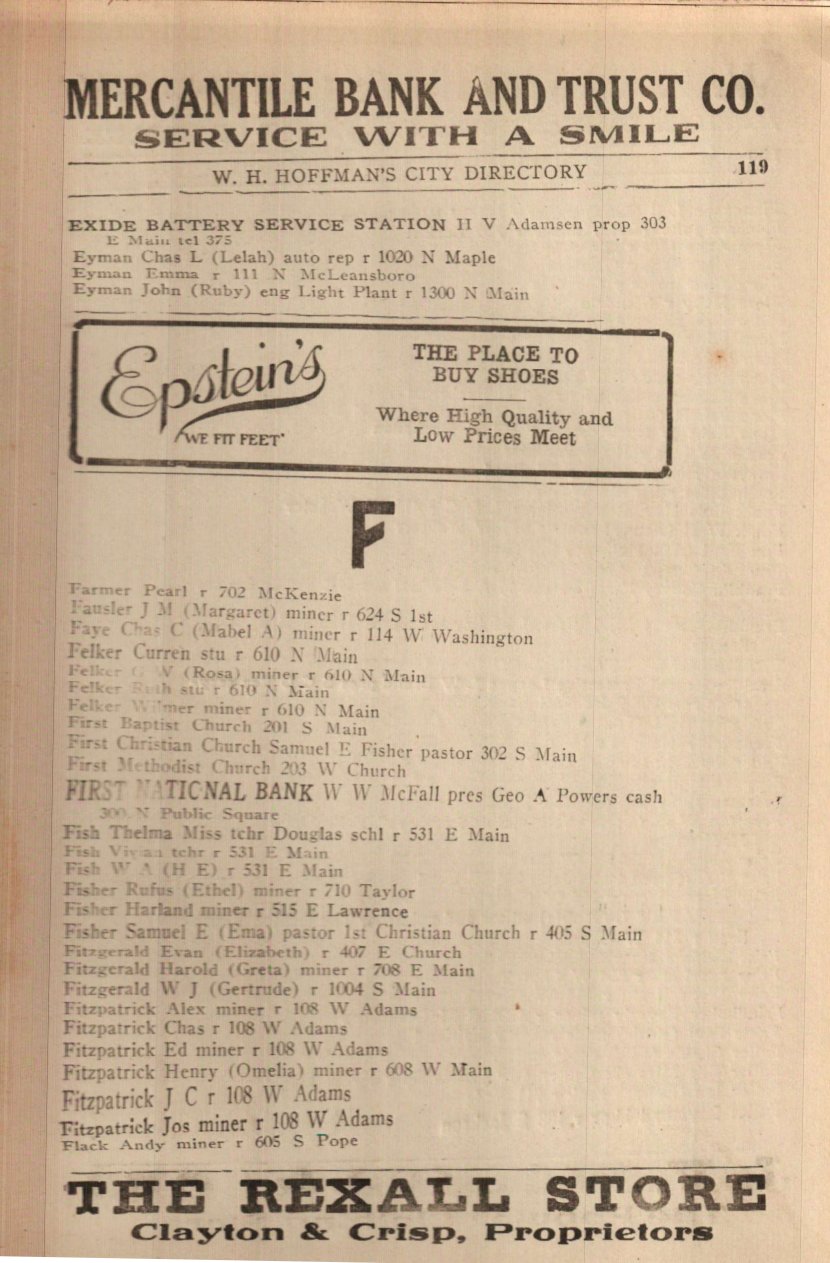 MERCANTILE BANK AND TRUST CO.
SERVICE WITH A SMILE
W. H. HOFFMAN'S CITY DIRECTORY 119
EXIDE BATTERY SERVICE STATION H V Adamsen prop 303
E Main tel 375
Eyman Chas L (Lelah) auto rep r 1020 N Maple
Eyman Emma r 111 N McLeansboro
Eyman John (Ruby) eng Light Plant r 1300 N Main
Epstein's
"WE FIT FEET"
THE PLACE TO
BUY SHOES
Where High Quality and
Low Prices Meet
F
Farmer Pearl r 702 McKenzie
Fausler J M (Margaret) miner r 624 S 1st
Faye Chas C (Mabel A) miner r 114 W Washington
Felker Curren stu r 610 N Main
Felker G W (Rosa) miner r 610 N Main
Felker Ruth stu r 610 N Main
Felker Wilmer miner r 610 N Main
First Baptist Church 201 S Main
First Christian Church Samuel E Fisher pastor 302 S Main
First Methodist Church 203 W Church
FIRST NATIONAL BANK W W McFall pres Geo A Powers cash
300 N Public Square
Fish Thelma Miss tchr Douglas schl r 531 E Main
Fish Vivian tchr r 531 E Main
Fish W A (H E) r 531 E Main
Fisher Rufus (Ethel) miner r 710 Taylor
Fisher Harland miner r 515 E Lawrence
Fisher Samuel E (Ema) pastor 1st Christian Church r 405 S Main
Fitzgerald Evan (Elizabeth) r 407 E Church
Fitzgerald Harold (Greta) miner r 708 E Main
Fitzgerald W J (Gertrude) r 1004 S Main
Fitzpatrick Alex miner r 108 W Adams
Fitzpatrick Chas r 108 W Adams
Fitzpatrick Ed miner r 108 W Adams
Fitzpatrick Henry (Omelia) miner r 608 W Main
Fitzpatrick J C r 108 W Adams
Fitzpatrick Jos miner r 108 W Adams
Flack Andy miner r 605 S Pope
THE REXALL STORE
Clayton & Crisp, Proprietors